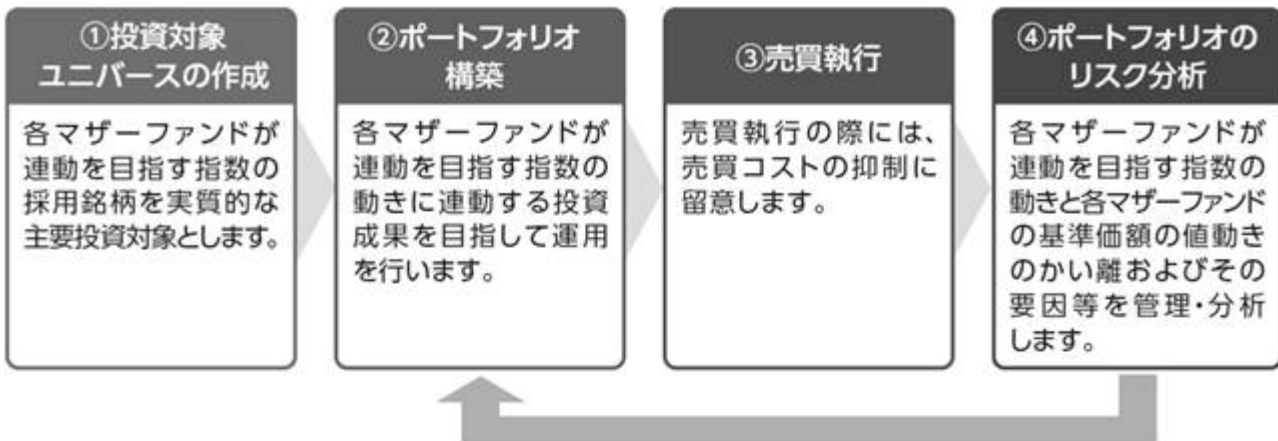 ①投資対象
ユニバースの作成
各マザーファンドが
連動を目指す指数の
採用銘柄を実質的な
主要投資対象とします。
②ポートフォリオ
構築
各マザーファンドが
連動を目指す指数の
動きに連動する投資
成果を目指して運用
を行います。
③売買執行
売買執行の際には、
売買コストの抑制に
留意します。
④ポートフォリオの
リスク分析
各マザーファンドが
連動を目指す指数の
動きと各マザーファンド
の基準価額の値動き
のかい離およびその
要因等を管理・分析
します。